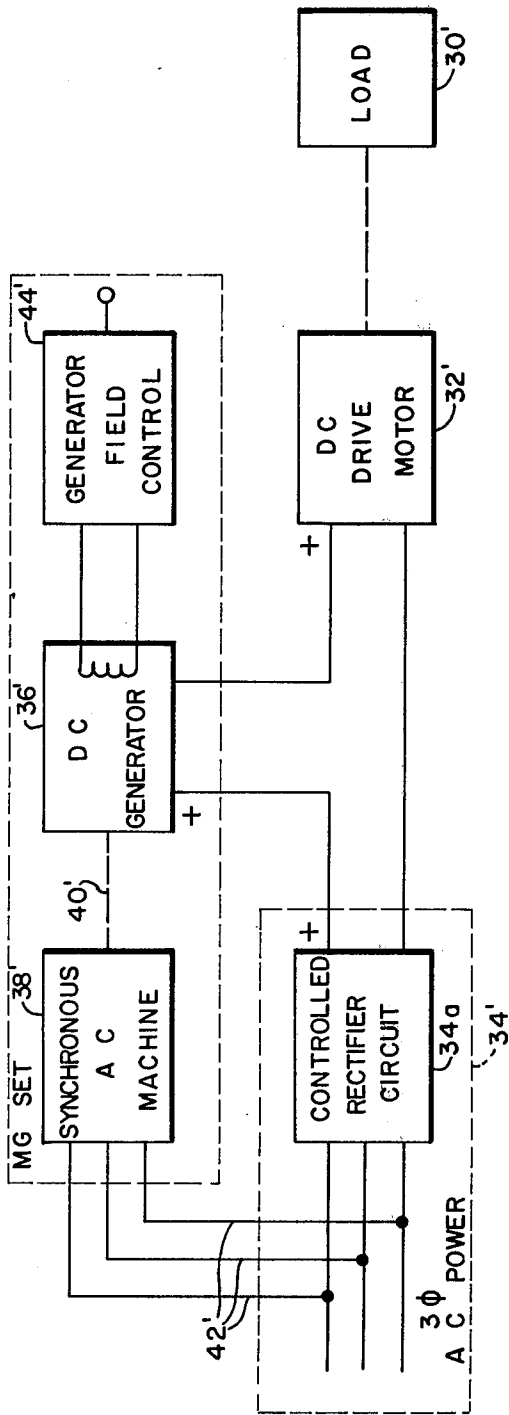 MG SET
38'
SYNCHRONOUS
A C
MACHINE
40'
36'
D C
GENERATOR
+
44'
GENERATOR
FIELD
CONTROL
42'
3 Φ
A C POWER
CONTROLLED
RECTIFIER
CIRCUIT
+
34a
34'
+
DC
DRIVE
MOTOR
32'
LOAD
30'